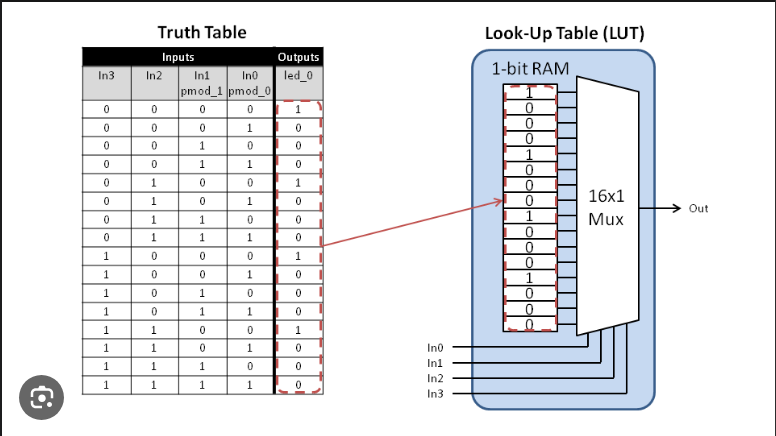 Truth Table
Inputs Outputs
In3 In2 In1 In0 led_0
pmod_1 pmod_0
0 0 0 0 1
0 0 0 1 0
0 0 1 0 0
0 0 1 1 0
0 1 0 0 1
0 1 0 1 0
0 1 1 0 0
0 1 1 1 0
1 0 0 0 1
1 0 0 1 0
1 0 1 0 0
1 0 1 1 0
1 1 0 0 1
1 1 0 1 0
1 1 1 0 0
1 1 1 1 0
Look-Up Table (LUT)
1-bit RAM
1
0
0
0
1
0
0
0
1
0
0
0
1
0
0
0
16x1
Mux
Out
In0
In1
In2
In3